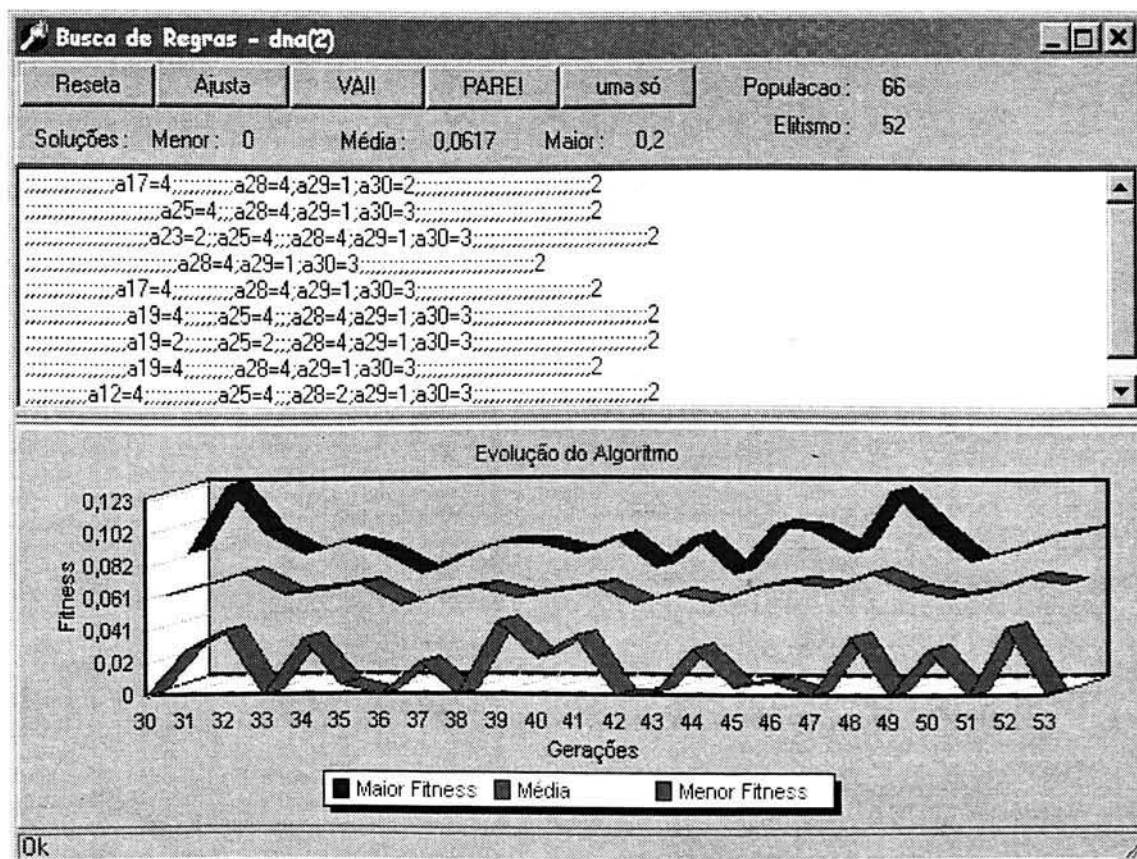 Busca de Regras - dna(2)
Reseta Ajusta VAI! PARE! uma só Populacao : 66
Elitismo : 52
Soluções : Menor : 0 Média : 0,0617 Maior : 0,2
;;;;;;;;;;;;;;;;a17=4;;;;;;;;;;;a28=4;a29=1;a30=2;;;;;;;;;;;;;;;;;;;;;;;;;;;;;;2
;;;;;;;;;;;;;;;;;;;;;;;;a25=4;;;a28=4;a29=1;a30=3;;;;;;;;;;;;;;;;;;;;;;;;;;;;;;2
;;;;;;;;;;;;;;;;;;;;;;a23=2;;a25=4;;;a28=4;a29=1;a30=3;;;;;;;;;;;;;;;;;;;;;;;;;;;;;;2
;;;;;;;;;;;;;;;;;;;;;;;;;;;a28=4;a29=1;a30=3;;;;;;;;;;;;;;;;;;;;;;;;;;;;;;2
;;;;;;;;;;;;;;;;a17=4;;;;;;;;;;;a28=4;a29=1;a30=3;;;;;;;;;;;;;;;;;;;;;;;;;;;;;;2
;;;;;;;;;;;;;;;;;;a19=4;;;;;;a25=4;;;a28=4;a29=1;a30=3;;;;;;;;;;;;;;;;;;;;;;;;;;;;;;2
;;;;;;;;;;;;;;;;;;a19=2;;;;;;a25=2;;;a28=4;a29=1;a30=3;;;;;;;;;;;;;;;;;;;;;;;;;;;;;;2
;;;;;;;;;;;;;;;;;;a19=4;;;;;;;;;a28=4;a29=1;a30=3;;;;;;;;;;;;;;;;;;;;;;;;;;;;;;2
;;;;;;;;;;;a12=4;;;;;;;;;;;;;a25=4;;;a28=2;a29=1;a30=3;;;;;;;;;;;;;;;;;;;;;;;;;;;;;;2
Evolução do Algoritmo
0,123
0,102
0,082
0,061
0,041
0,02
0
Fitness
30 31 32 33 34 35 36 37 38 39 40 41 42 43 44 45 46 47 48 49 50 51 52 53
Gerações
Maior Fitness Média Menor Fitness
Ok